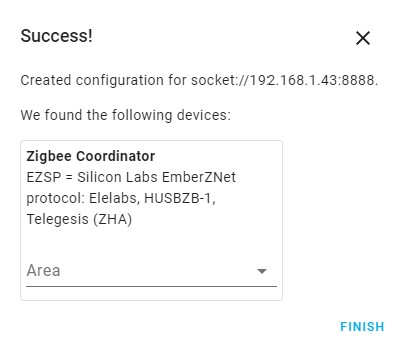 Success!
Created configuration for socket://192.168.1.43:8888.
We found the following devices:
Zigbee Coordinator
EZSP = Silicon Labs EmberZNet
protocol: Elelabs, HUSBZB-1,
Telegesis (ZHA)
Area
FINISH